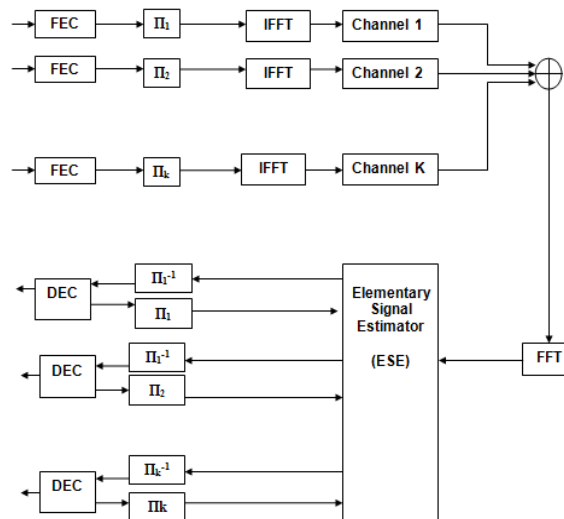 FEC Π₁ IFFT Channel 1
FEC Π₂ IFFT Channel 2
FEC Πₖ IFFT Channel K
Elementary
Signal
Estimator
(ESE)
DEC Π₁⁻¹
Π₁
DEC Π₁⁻¹
Π₂
FFT
DEC Πₖ⁻¹
Πk